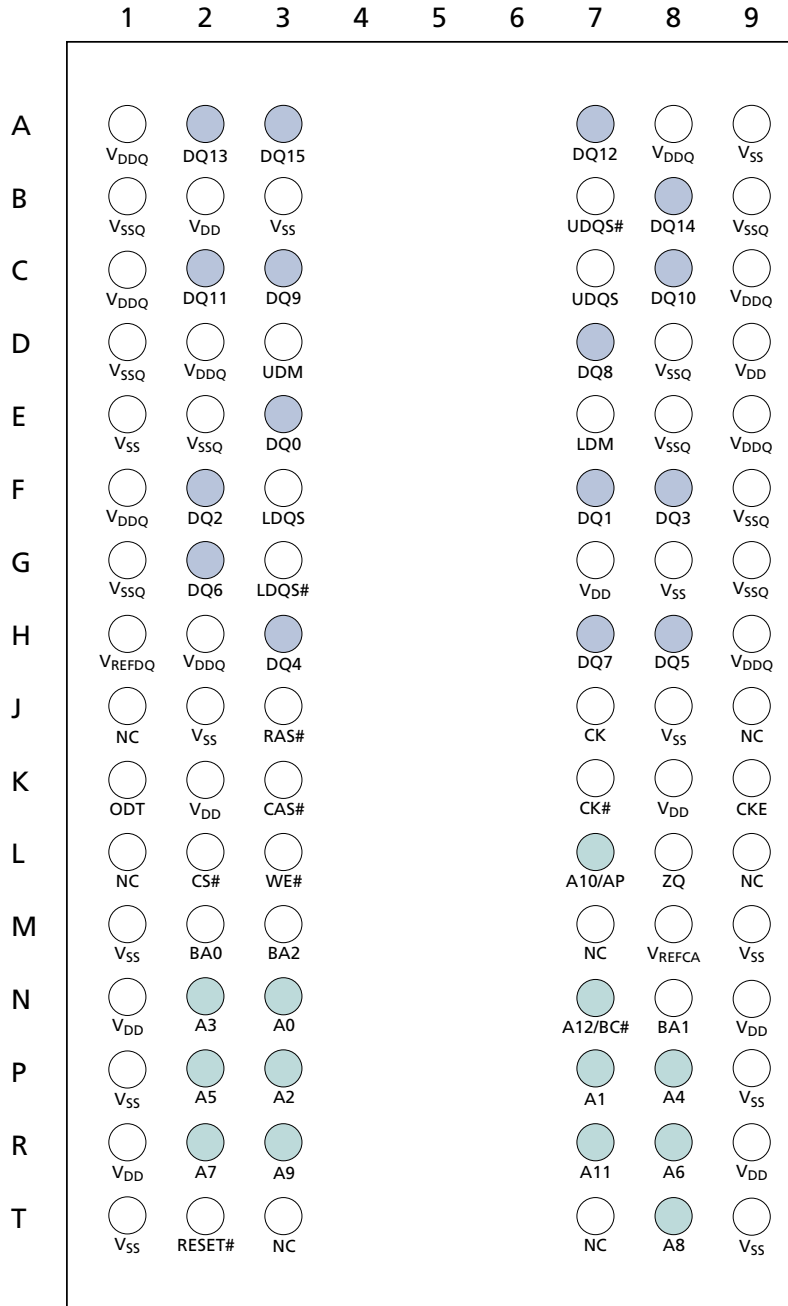 1 2 3 4 5 6 7 8 9
A
VDDQ DQ13 DQ15 DQ12 VDDQ VSS
B
VSSQ VDD VSS UDQS# DQ14 VSSQ
C
VDDQ DQ11 DQ9 UDQS DQ10 VDDQ
D
VSSQ VDDQ UDM DQ8 VSSQ VDD
E
VSS VSSQ DQ0 LDM VSSQ VDDQ
F
VDDQ DQ2 LDQS DQ1 DQ3 VSSQ
G
VSSQ DQ6 LDQS# VDD VSS VSSQ
H
VREFDQ VDDQ DQ4 DQ7 DQ5 VDDQ
J
NC VSS RAS# CK VSS NC
K
ODT VDD CAS# CK# VDD CKE
L
NC CS# WE# A10/AP ZQ NC
M
VSS BA0 BA2 NC VREFCA VSS
N
VDD A3 A0 A12/BC# BA1 VDD
P
VSS A5 A2 A1 A4 VSS
R
VDD A7 A9 A11 A6 VDD
T
VSS RESET# NC NC A8 VSS